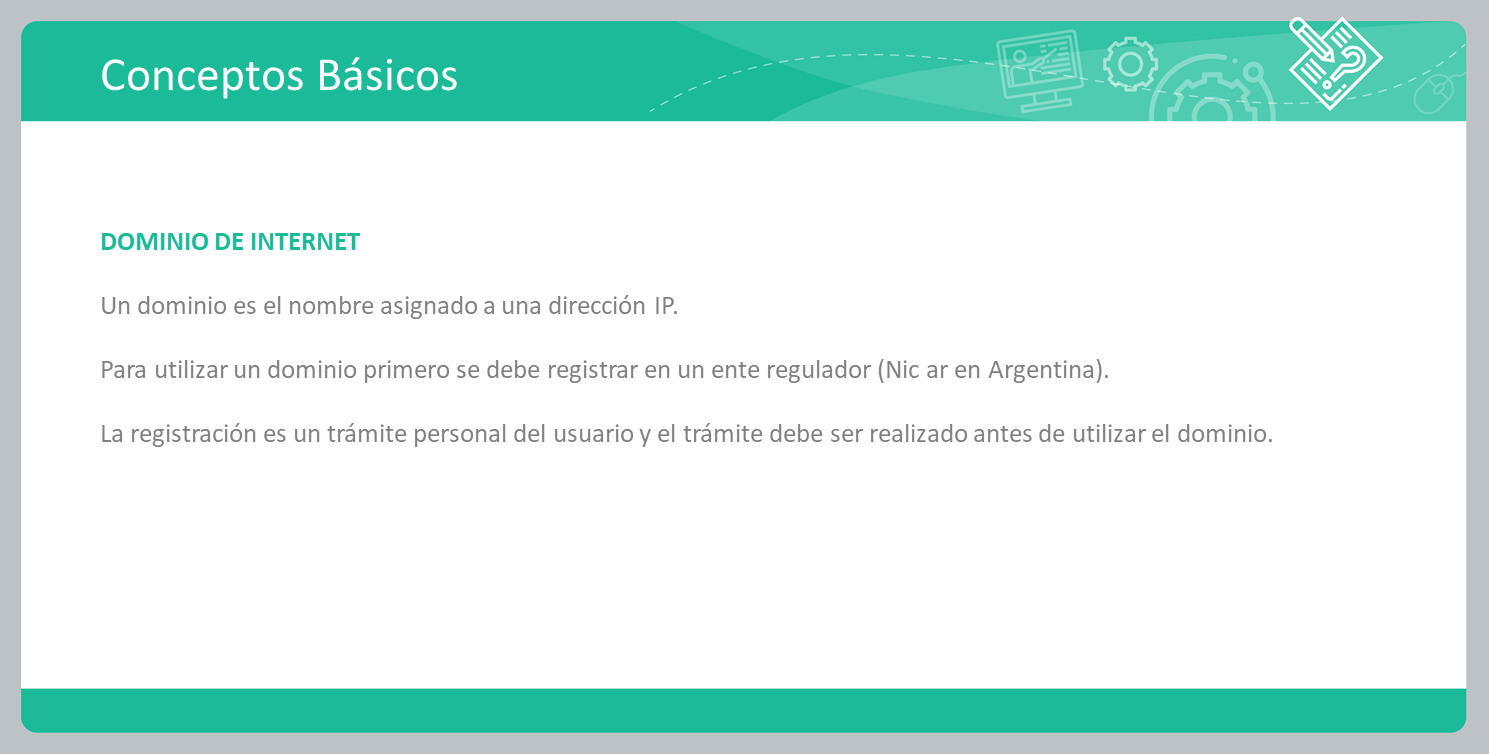 Conceptos Básicos
DOMINIO DE INTERNET
Un dominio es el nombre asignado a una dirección IP.
Para utilizar un dominio primero se debe registrar en un ente regulador (Nic ar en Argentina).
La registración es un trámite personal del usuario y el trámite debe ser realizado antes de utilizar el dominio.